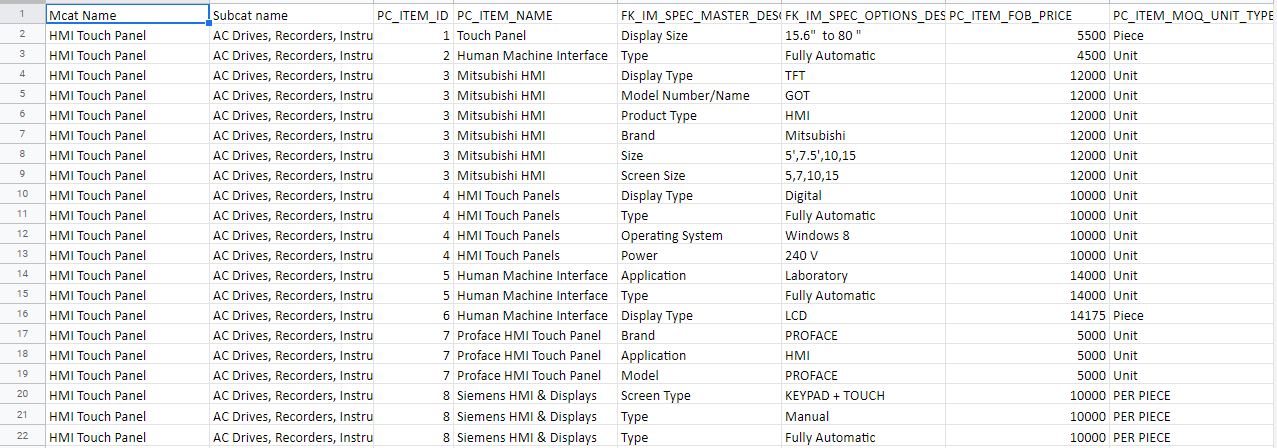 1 Mcat Name Subcat name PC_ITEM_ID PC_ITEM_NAME FK_IM_SPEC_MASTER_DESC FK_IM_SPEC_OPTIONS_DES PC_ITEM_FOB_PRICE PC_ITEM_MOQ_UNIT_TYPE
2 HMI Touch Panel AC Drives, Recorders, Instru 1 Touch Panel Display Size 15.6" to 80 " 5500 Piece
3 HMI Touch Panel AC Drives, Recorders, Instru 2 Human Machine Interface Type Fully Automatic 4500 Unit
4 HMI Touch Panel AC Drives, Recorders, Instru 3 Mitsubishi HMI Display Type TFT 12000 Unit
5 HMI Touch Panel AC Drives, Recorders, Instru 3 Mitsubishi HMI Model Number/Name GOT 12000 Unit
6 HMI Touch Panel AC Drives, Recorders, Instru 3 Mitsubishi HMI Product Type HMI 12000 Unit
7 HMI Touch Panel AC Drives, Recorders, Instru 3 Mitsubishi HMI Brand Mitsubishi 12000 Unit
8 HMI Touch Panel AC Drives, Recorders, Instru 3 Mitsubishi HMI Size 5',7.5',10,15 12000 Unit
9 HMI Touch Panel AC Drives, Recorders, Instru 3 Mitsubishi HMI Screen Size 5,7,10,15 12000 Unit
10 HMI Touch Panel AC Drives, Recorders, Instru 4 HMI Touch Panels Display Type Digital 10000 Unit
11 HMI Touch Panel AC Drives, Recorders, Instru 4 HMI Touch Panels Type Fully Automatic 10000 Unit
12 HMI Touch Panel AC Drives, Recorders, Instru 4 HMI Touch Panels Operating System Windows 8 10000 Unit
13 HMI Touch Panel AC Drives, Recorders, Instru 4 HMI Touch Panels Power 240 V 10000 Unit
14 HMI Touch Panel AC Drives, Recorders, Instru 5 Human Machine Interface Application Laboratory 14000 Unit
15 HMI Touch Panel AC Drives, Recorders, Instru 5 Human Machine Interface Type Fully Automatic 14000 Unit
16 HMI Touch Panel AC Drives, Recorders, Instru 6 Human Machine Interface Display Type LCD 14175 Piece
17 HMI Touch Panel AC Drives, Recorders, Instru 7 Proface HMI Touch Panel Brand PROFACE 5000 Unit
18 HMI Touch Panel AC Drives, Recorders, Instru 7 Proface HMI Touch Panel Application HMI 5000 Unit
19 HMI Touch Panel AC Drives, Recorders, Instru 7 Proface HMI Touch Panel Model PROFACE 5000 Unit
20 HMI Touch Panel AC Drives, Recorders, Instru 8 Siemens HMI & Displays Screen Type KEYPAD + TOUCH 10000 PER PIECE
21 HMI Touch Panel AC Drives, Recorders, Instru 8 Siemens HMI & Displays Type Manual 10000 PER PIECE
22 HMI Touch Panel AC Drives, Recorders, Instru 8 Siemens HMI & Displays Type Fully Automatic 10000 PER PIECE